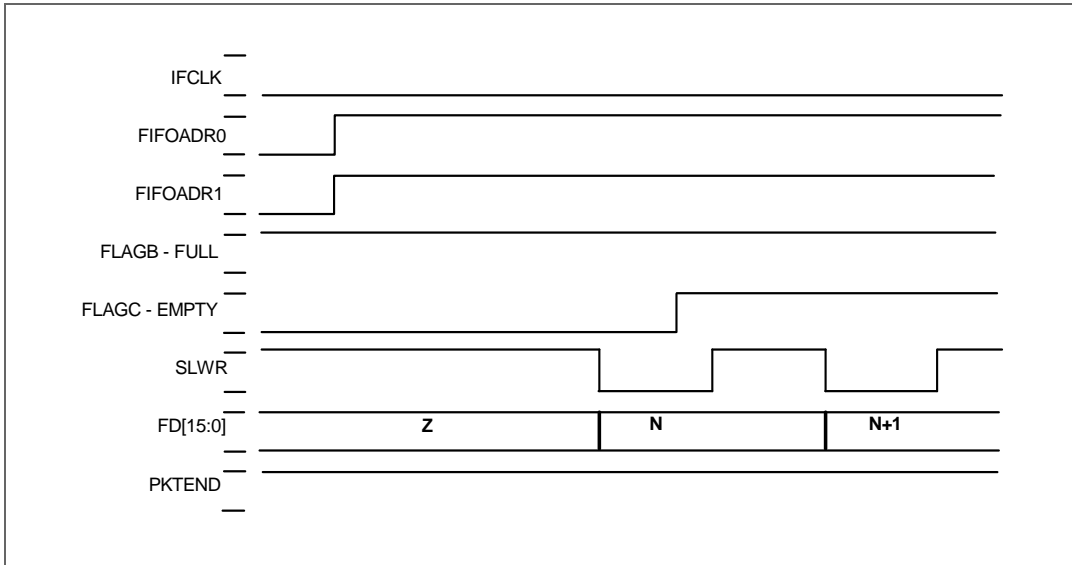 IFCLK
FIFOADR0
FIFOADR1
FLAGB - FULL
FLAGC - EMPTY
SLWR
FD[15:0] Z N N+1
PKTEND